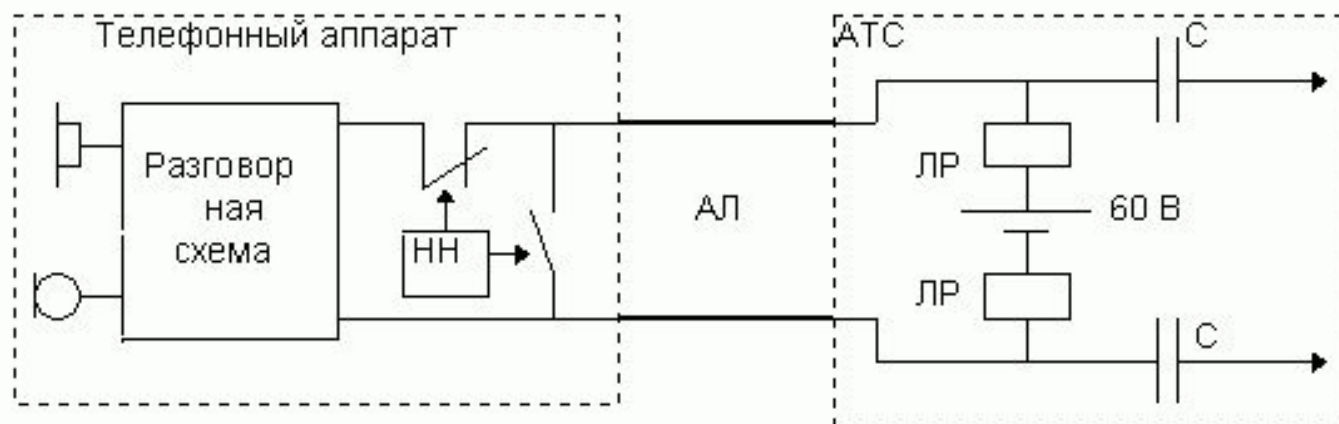 Телефонный аппарат
АТС
С
Разговор
ная
схема
НН
АЛ
ЛР
60 В
ЛР
С